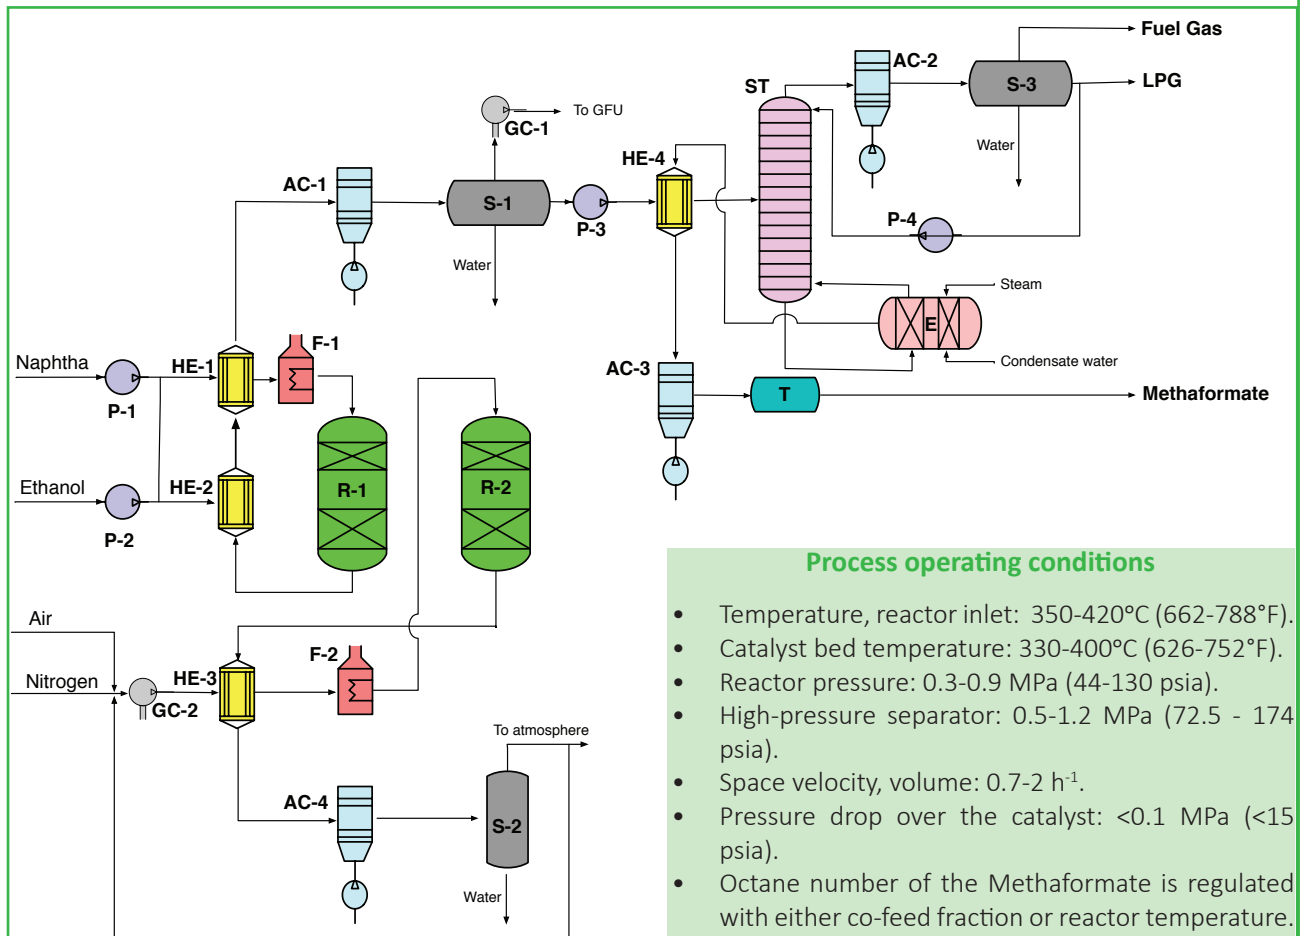 Fuel Gas
AC-2
S-3
LPG
ST
Water
To GFU
GC-1
HE-4
AC-1
S-1
P-3
P-4
Water
Steam
E
Condensate water
Naphtha
HE-1
F-1
P-1
AC-3
T
Methaformate
Ethanol
HE-2
R-1
R-2
P-2
Process operating conditions
• Temperature, reactor inlet: 350-420°C (662-788°F).
• Catalyst bed temperature: 330-400°C (626-752°F).
• Reactor pressure: 0.3-0.9 MPa (44-130 psia).
• High-pressure separator: 0.5-1.2 MPa (72.5 - 174
psia).
• Space velocity, volume: 0.7-2 h⁻¹.
• Pressure drop over the catalyst: <0.1 MPa (<15
psia).
• Octane number of the Methaformate is regulated
with either co-feed fraction or reactor temperature.
Air
F-2
Nitrogen
HE-3
GC-2
To atmosphere
AC-4
S-2
Water